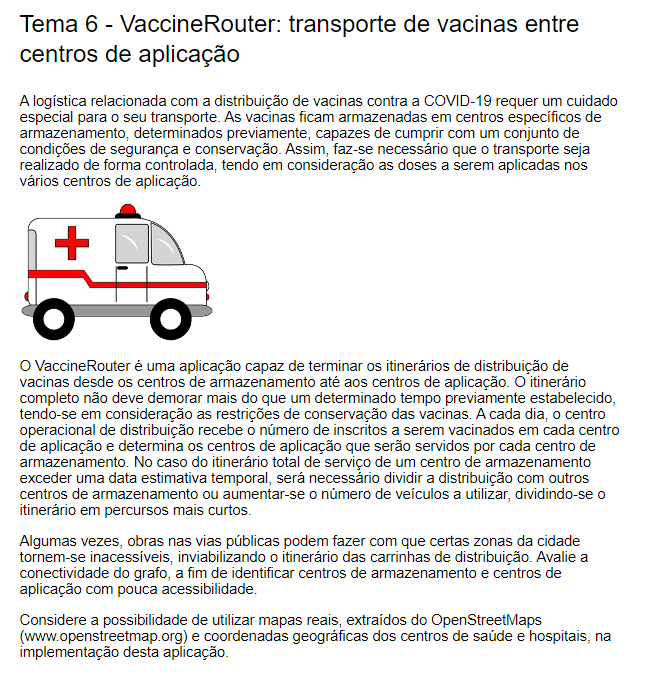 Tema 6 - VaccineRouter: transporte de vacinas entre
centros de aplicação
A logística relacionada com a distribuição de vacinas contra a COVID-19 requer um cuidado
especial para o seu transporte. As vacinas ficam armazenadas em centros específicos de
armazenamento, determinados previamente, capazes de cumprir com um conjunto de
condições de segurança e conservação. Assim, faz-se necessário que o transporte seja
realizado de forma controlada, tendo em consideração as doses a serem aplicadas nos
vários centros de aplicação.
O VaccineRouter é uma aplicação capaz de terminar os itinerários de distribuição de
vacinas desde os centros de armazenamento até aos centros de aplicação. O itinerário
completo não deve demorar mais do que um determinado tempo previamente estabelecido,
tendo-se em consideração as restrições de conservação das vacinas. A cada dia, o centro
operacional de distribuição recebe o número de inscritos a serem vacinados em cada centro
de aplicação e determina os centros de aplicação que serão servidos por cada centro de
armazenamento. No caso do itinerário total de serviço de um centro de armazenamento
exceder uma data estimativa temporal, será necessário dividir a distribuição com outros
centros de armazenamento ou aumentar-se o número de veículos a utilizar, dividindo-se o
itinerário em percursos mais curtos.
Algumas vezes, obras nas vias públicas podem fazer com que certas zonas da cidade
tornem-se inacessíveis, inviabilizando o itinerário das carrinhas de distribuição. Avalie a
conectividade do grafo, a fim de identificar centros de armazenamento e centros de
aplicação com pouca acessibilidade.
Considere a possibilidade de utilizar mapas reais, extraídos do OpenStreetMaps
(www.openstreetmap.org) e coordenadas geográficas dos centros de saúde e hospitais, na
implementação desta aplicação.